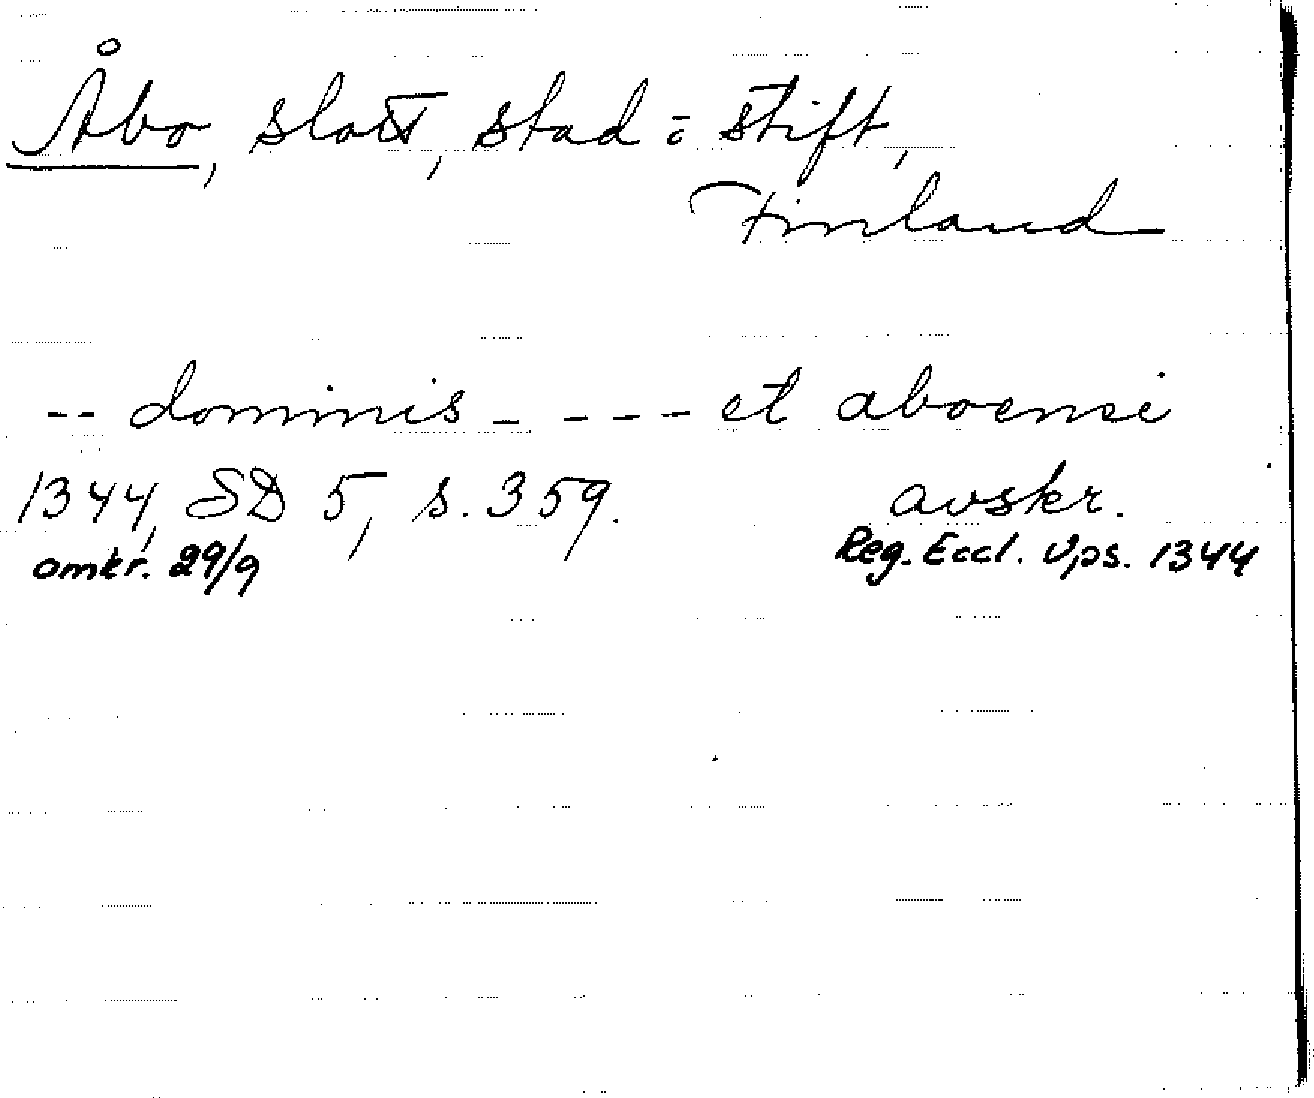 Åbo, slott, stad o stift,
Finland
-- dominis - --- et aboensi
1344, SD 5, s. 359. avskr.
omkr. 29/9 Reg. Eccl. Ups. 1344